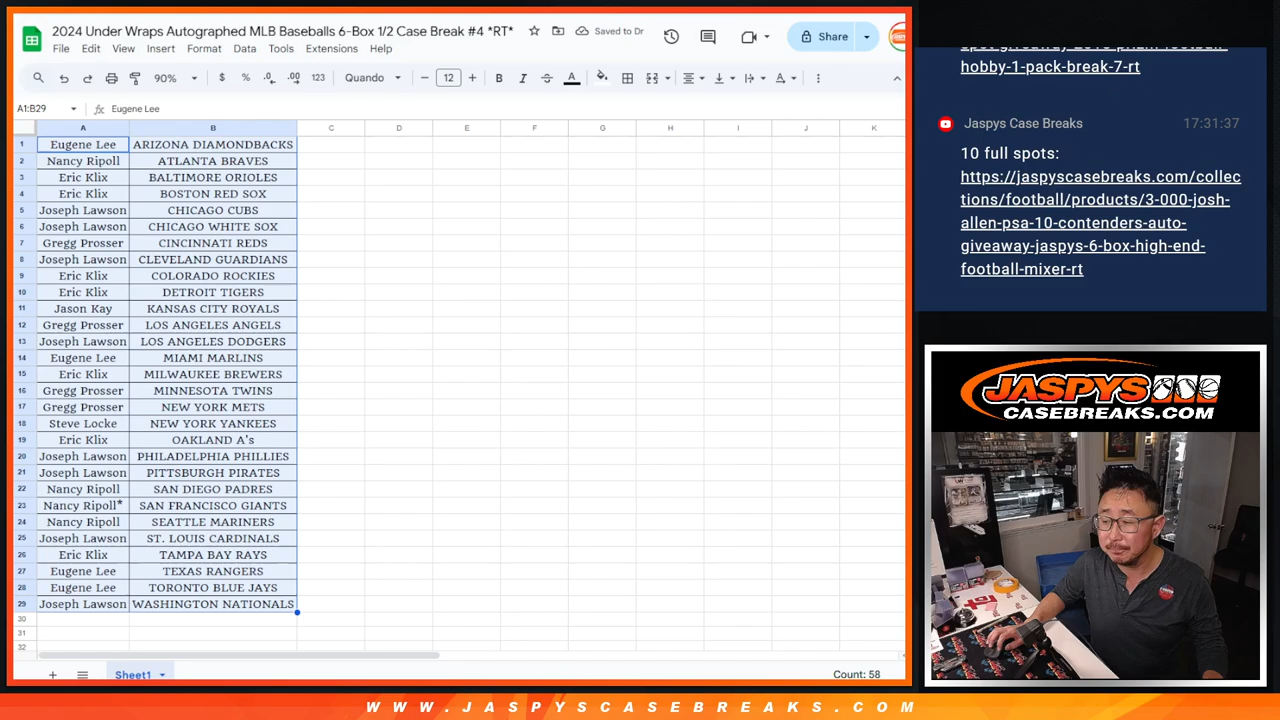 2024 Under Wraps Autographed MLB Baseballs 6-Box 1/2 Case Break #4 *RT*
Saved to Dr
File Edit View Insert Format Data Tools Extensions Help
Share
90% $ % .0 .00 123 Quando 12 B I A
A1:B29 fx Eugene Lee
A B C D E F G H I J K
1 Eugene Lee ARIZONA DIAMONDBACKS
2 Nancy Ripoll ATLANTA BRAVES
3 Eric Klix BALTIMORE ORIOLES
4 Eric Klix BOSTON RED SOX
5 Joseph Lawson CHICAGO CUBS
6 Joseph Lawson CHICAGO WHITE SOX
7 Gregg Prosser CINCINNATI REDS
8 Joseph Lawson CLEVELAND GUARDIANS
9 Eric Klix COLORADO ROCKIES
10 Eric Klix DETROIT TIGERS
11 Jason Kay KANSAS CITY ROYALS
12 Gregg Prosser LOS ANGELES ANGELS
13 Joseph Lawson LOS ANGELES DODGERS
14 Eugene Lee MIAMI MARLINS
15 Eric Klix MILWAUKEE BREWERS
16 Gregg Prosser MINNESOTA TWINS
17 Gregg Prosser NEW YORK METS
18 Steve Locke NEW YORK YANKEES
19 Eric Klix OAKLAND A's
20 Joseph Lawson PHILADELPHIA PHILLIES
21 Joseph Lawson PITTSBURGH PIRATES
22 Nancy Ripoll SAN DIEGO PADRES
23 Nancy Ripoll* SAN FRANCISCO GIANTS
24 Nancy Ripoll SEATTLE MARINERS
25 Joseph Lawson ST. LOUIS CARDINALS
26 Eric Klix TAMPA BAY RAYS
27 Eugene Lee TEXAS RANGERS
28 Eugene Lee TORONTO BLUE JAYS
29 Joseph Lawson WASHINGTON NATIONALS
30
31
32
Sheet1
Count: 58
hobby-1-pack-break-7-rt
Jaspys Case Breaks 17:31:37
10 full spots:
https://jaspyscasebreaks.com/collec
tions/football/products/3-000-josh-
allen-psa-10-contenders-auto-
giveaway-jaspys-6-box-high-end-
football-mixer-rt
JASPYS
CASEBREAKS.COM
WWW.JASPYSCASEBREAKS.COM